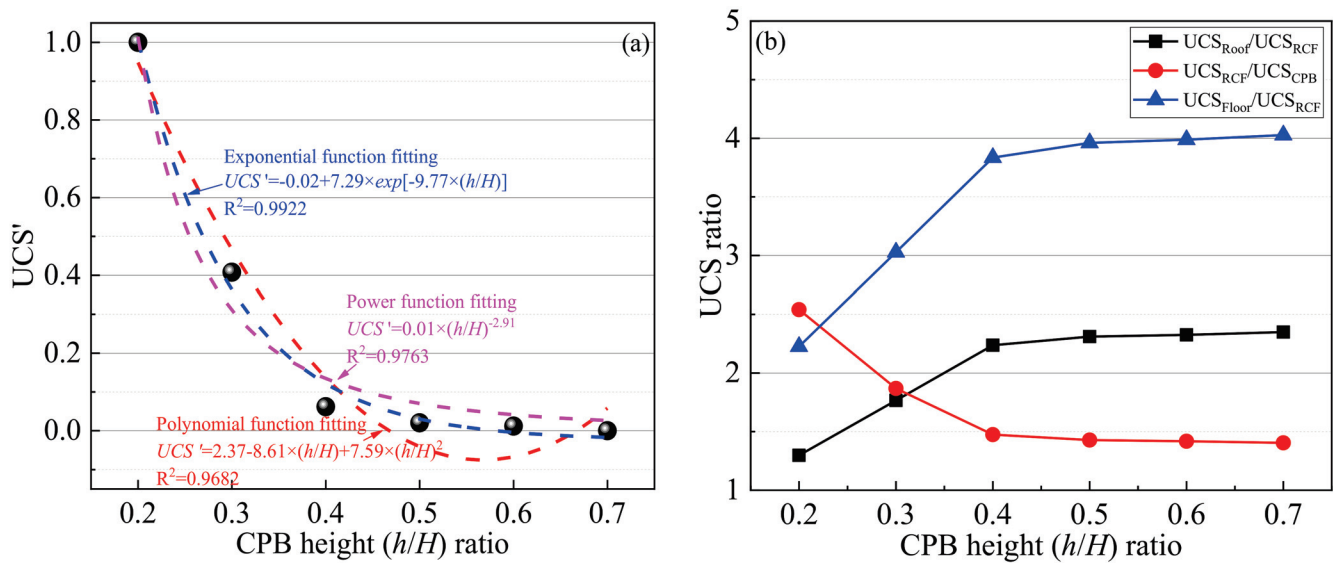 (a)
1.0
0.8
0.6
0.4
0.2
0.0
UCS'
Exponential function fitting
UCS'=-0.02+7.29×exp[-9.77×(h/H)]
R²=0.9922
Power function fitting
UCS'=0.01×(h/H)^-2.91
R²=0.9763
Polynomial function fitting
UCS'=2.37-8.61×(h/H)+7.59×(h/H)²
R²=0.9682
0.2 0.3 0.4 0.5 0.6 0.7
CPB height (h/H) ratio
(b)
UCS_Roof/UCS_RCF
UCS_RCF/UCS_CPB
UCS_Floor/UCS_RCF
5
4
3
2
1
UCS ratio
0.2 0.3 0.4 0.5 0.6 0.7
CPB height (h/H) ratio